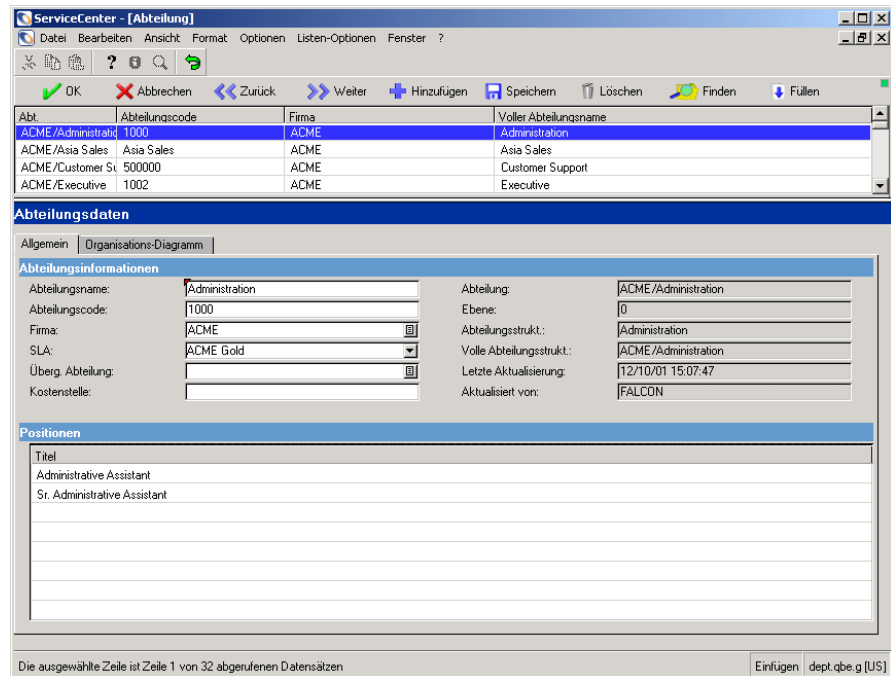 ServiceCenter - [Abteilung]
Datei Bearbeiten Ansicht Format Optionen Listen-Optionen Fenster ?
OK Abbrechen Zurück Weiter Hinzufügen Speichern Löschen Finden Füllen
Abt. Abteilungscode Firma Voller Abteilungsname
ACME/Administratic 1000 ACME Administration
ACME/Asia Sales Asia Sales ACME Asia Sales
ACME/Customer Su 500000 ACME Customer Support
ACME/Executive 1002 ACME Executive
Abteilungsdaten
Allgemein Organisations-Diagramm
Abteilungsinformationen
Abteilungsname: Administration Abteilung: ACME/Administration
Abteilungscode: 1000 Ebene: 0
Firma: ACME Abteilungsstrukt.: Administration
SLA: ACME Gold Volle Abteilungsstrukt.: ACME/Administration
Überg. Abteilung: Letzte Aktualisierung: 12/10/01 15:07:47
Kostenstelle: Aktualisiert von: FALCON
Positionen
Titel
Administrative Assistant
Sr. Administrative Assistant
Die ausgewählte Zeile ist Zeile 1 von 32 abgerufenen Datensätzen Einfügen dept.qbe.g [US]